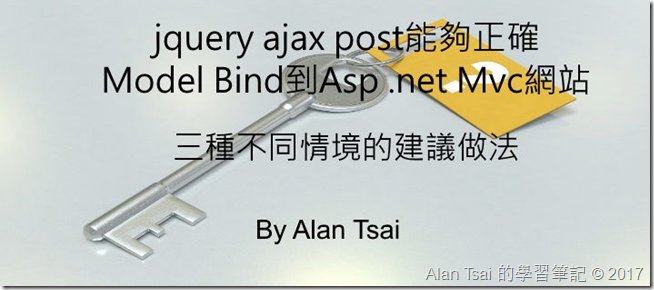 jquery ajax post能夠正確
Model Bind到Asp .net Mvc網站
三種不同情境的建議做法
By Alan Tsai
Alan Tsai 的學習筆記 © 2017